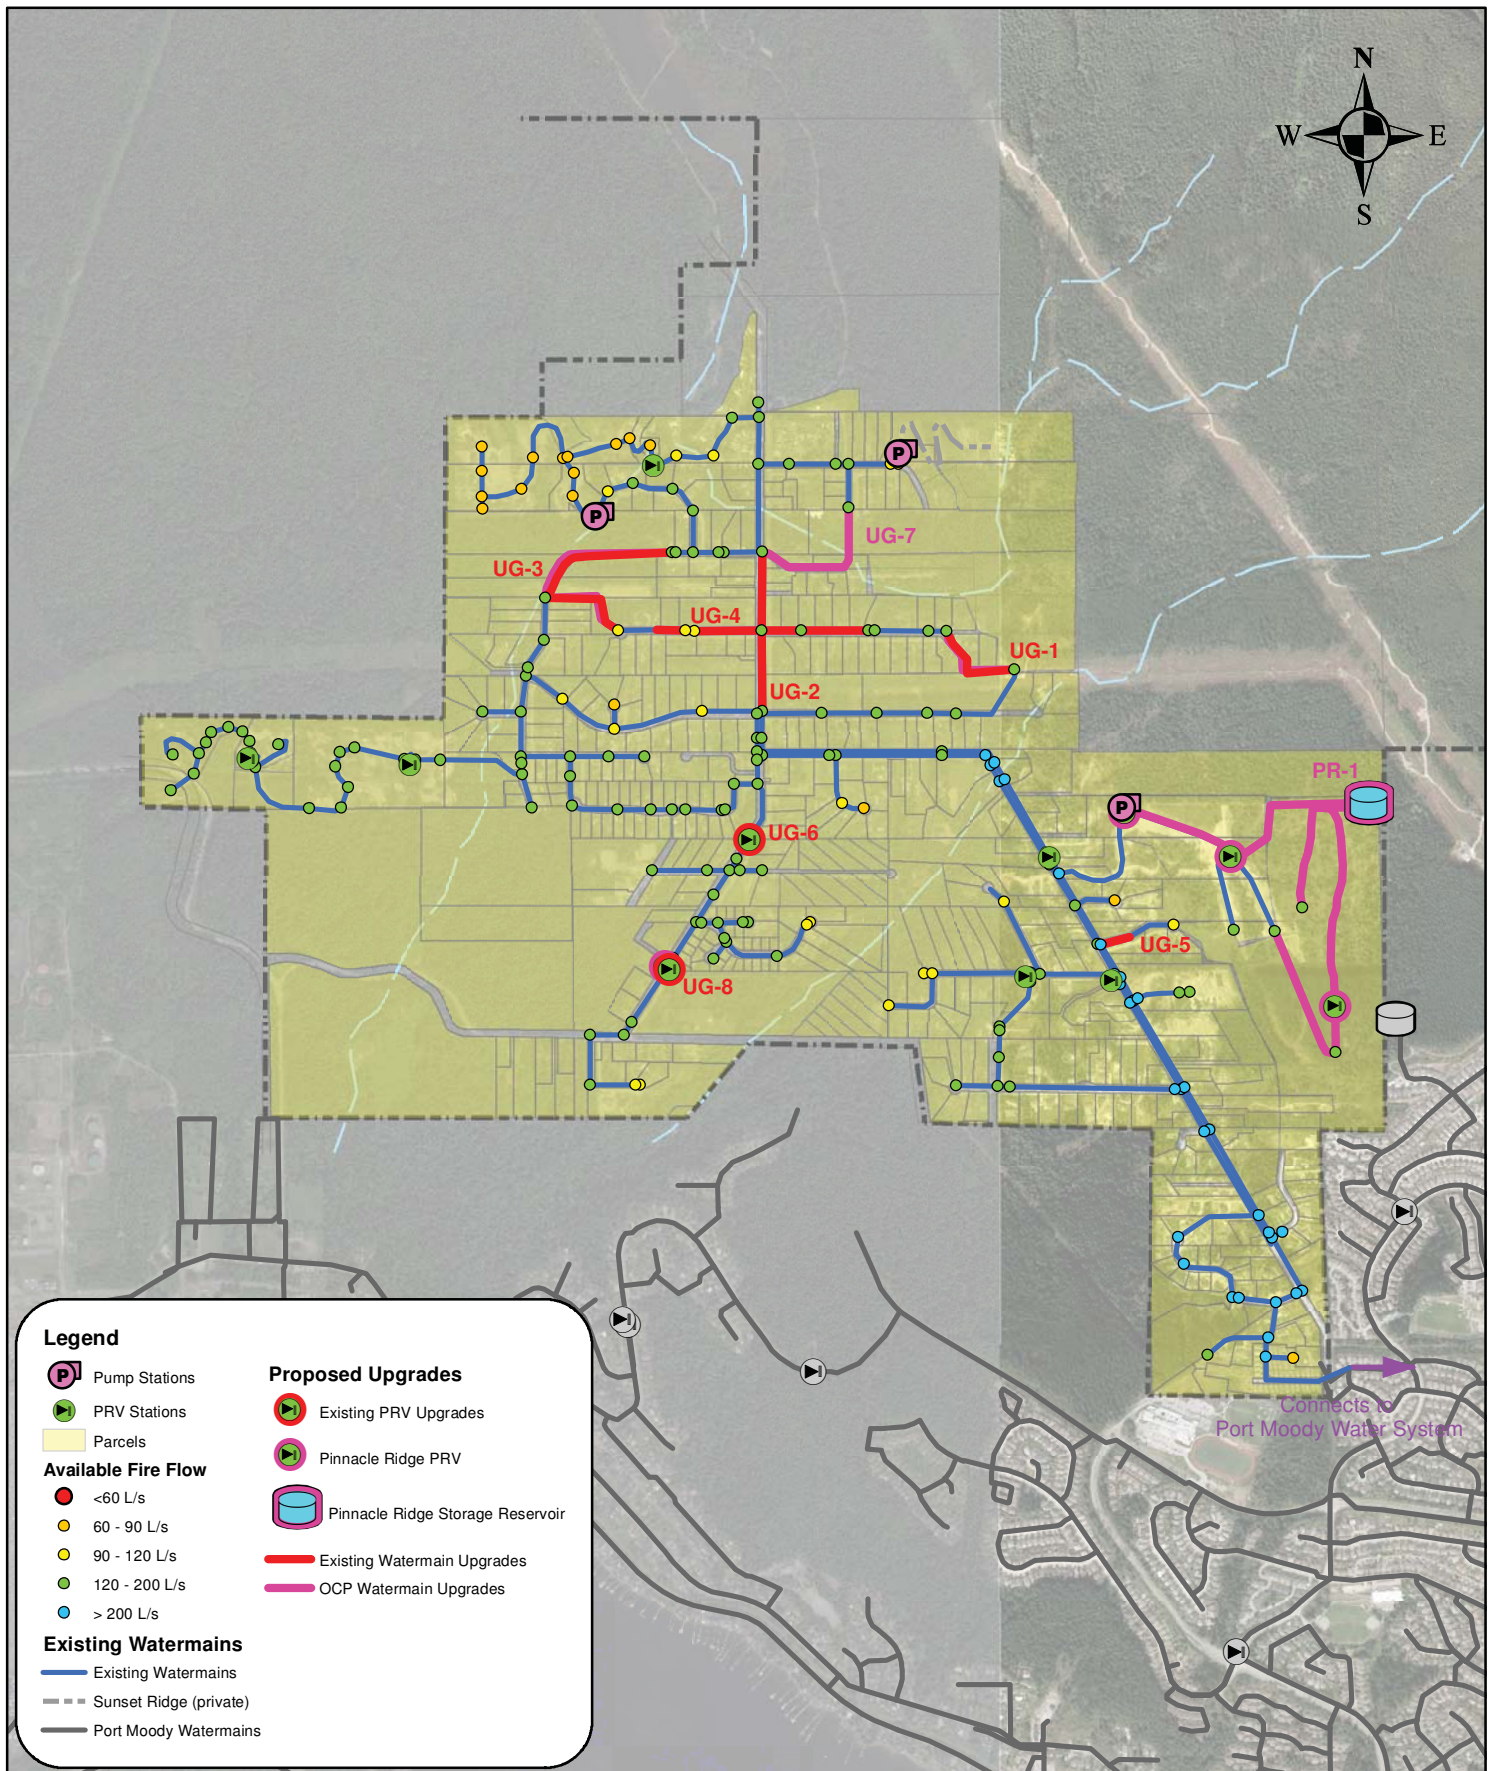 N
W
E
S
P
P
UG-7
UG-3
UG-4
UG-1
UG-2
PR-1
P
UG-6
UG-5
UG-8
Connects to
Port Moody Water System
Legend
P Pump Stations
PRV Stations
Parcels
Available Fire Flow
<60 L/s
60 - 90 L/s
90 - 120 L/s
120 - 200 L/s
> 200 L/s
Existing Watermains
Existing Watermains
Sunset Ridge (private)
Port Moody Watermains
Proposed Upgrades
Existing PRV Upgrades
Pinnacle Ridge PRV
Pinnacle Ridge Storage Reservoir
Existing Watermain Upgrades
OCP Watermain Upgrades